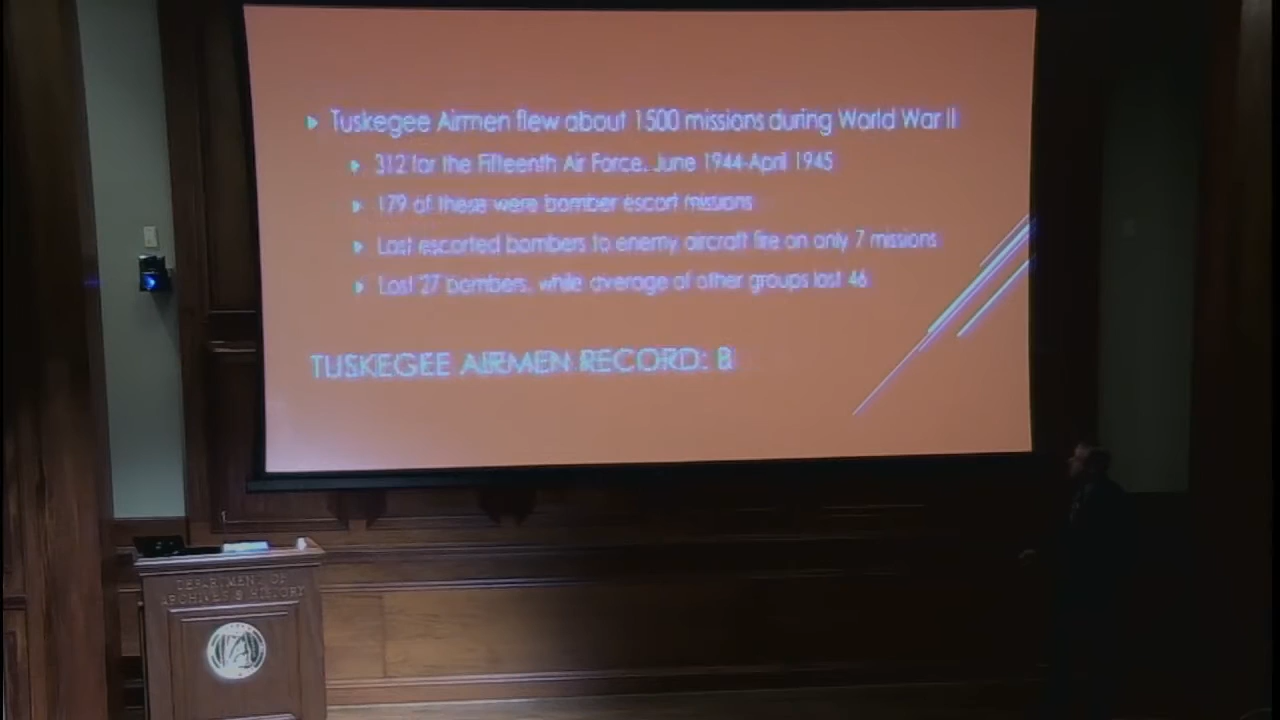 Tuskegee Airmen flew about 1500 missions during World War II
312 for the Fifteenth Air Force, June 1944-April 1945
179 of these were bomber escort missions
Lost escorted bombers to enemy aircraft fire on only 7 missions
Lost 27 bombers, while average of other groups lost 46
TUSKEGEE AIRMEN RECORD: B
DEPARTMENT OF
ARCHIVES & HISTORY